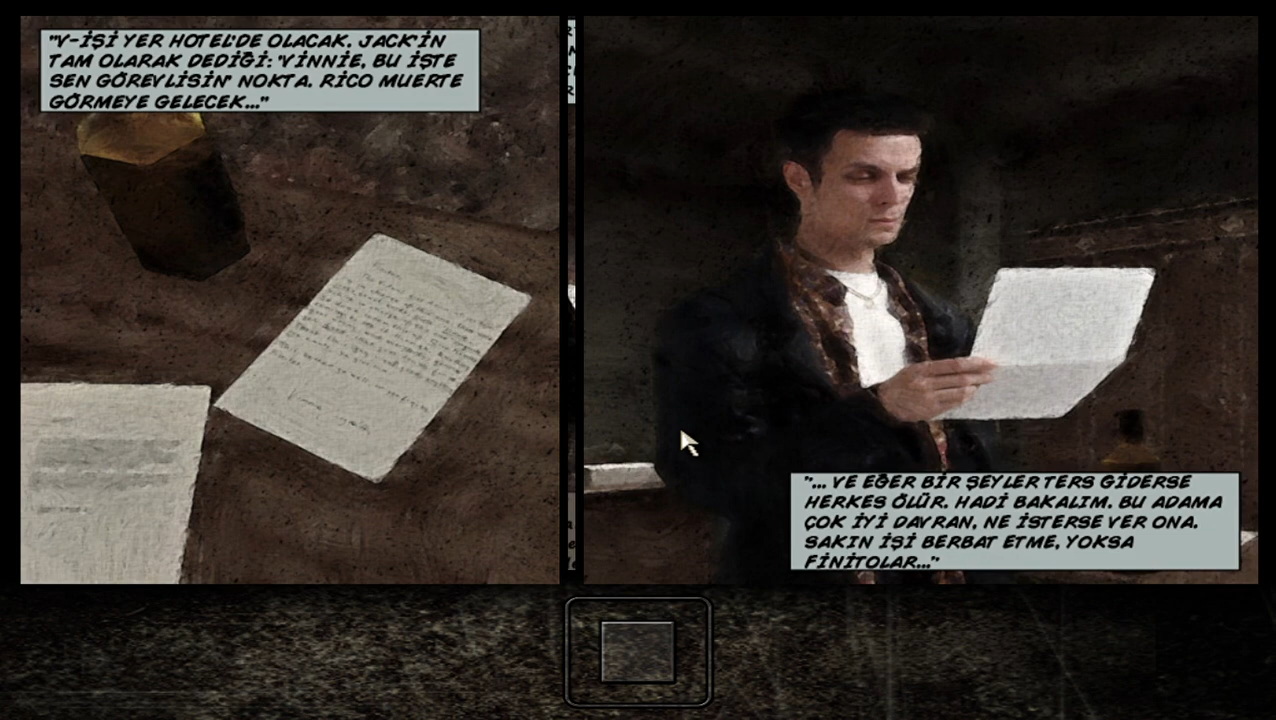 "V-İŞİ YER HOTEL'DE OLACAK. JACK'İN
TAM OLARAK DEDİĞİ: 'VİNNİE, BU İŞTE
SEN GÖREVLİSİN' NOKTA. RİCO MUERTE
GÖRMEYE GELECEK..."
"... VE EĞER BİR ŞEYLER TERS GİDERSE
HERKES ÖLÜR. HADİ BAKALIM. BU ADAMA
ÇOK İYİ DAVRAN, NE İSTERSE VER ONA.
SAKIN İŞİ BERBAT ETME, YOKSA
FİNİTOLAR..."